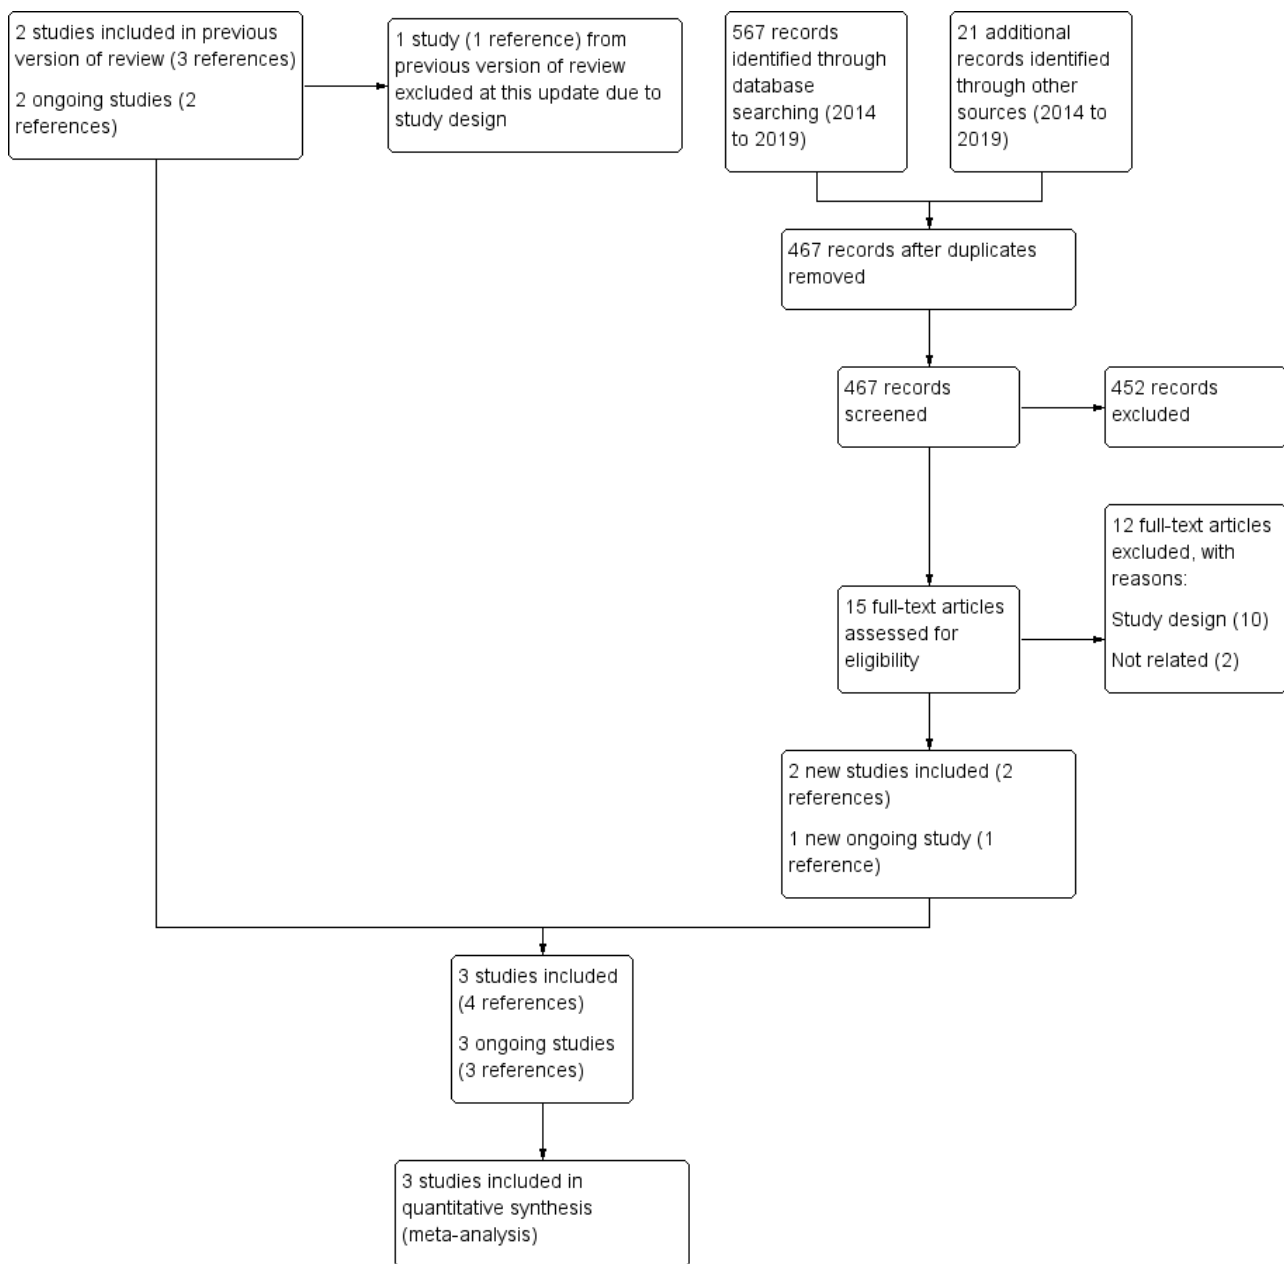 2 studies included in previous
version of review (3 references)
2 ongoing studies (2
references)
1 study (1 reference) from
previous version of review
excluded at this update due to
study design
567 records
identified through
database
searching (2014
to 2019)
21 additional
records identified
through other
sources (2014 to
2019)
467 records after duplicates
removed
467 records
screened
452 records
excluded
15 full-text articles
assessed for
eligibility
12 full-text articles
excluded, with
reasons:
Study design (10)
Not related (2)
2 new studies included (2
references)
1 new ongoing study (1
reference)
3 studies included
(4 references)
3 ongoing studies
(3 references)
3 studies included in
quantitative synthesis
(meta-analysis)